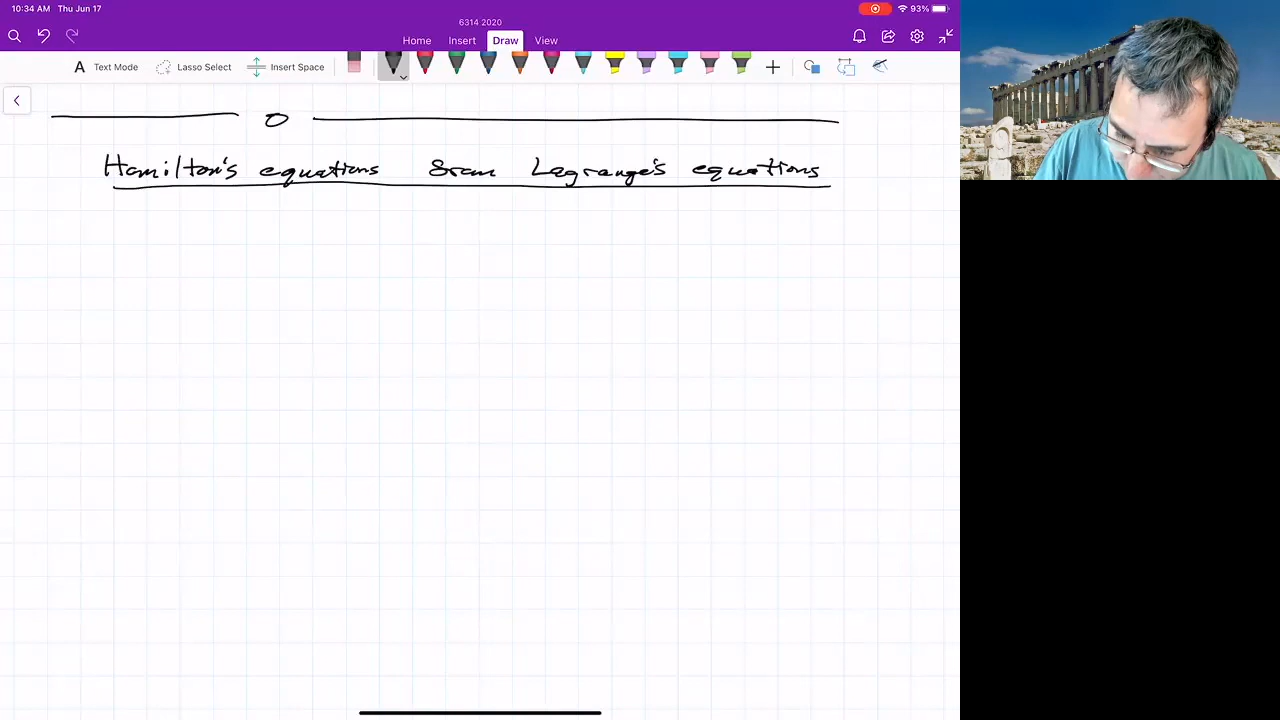 10:34 AM Thu Jun 17
93%
6314 2020
Home Insert Draw View
A Text Mode Lasso Select Insert Space
Hamilton's equations from Lagrange's equations